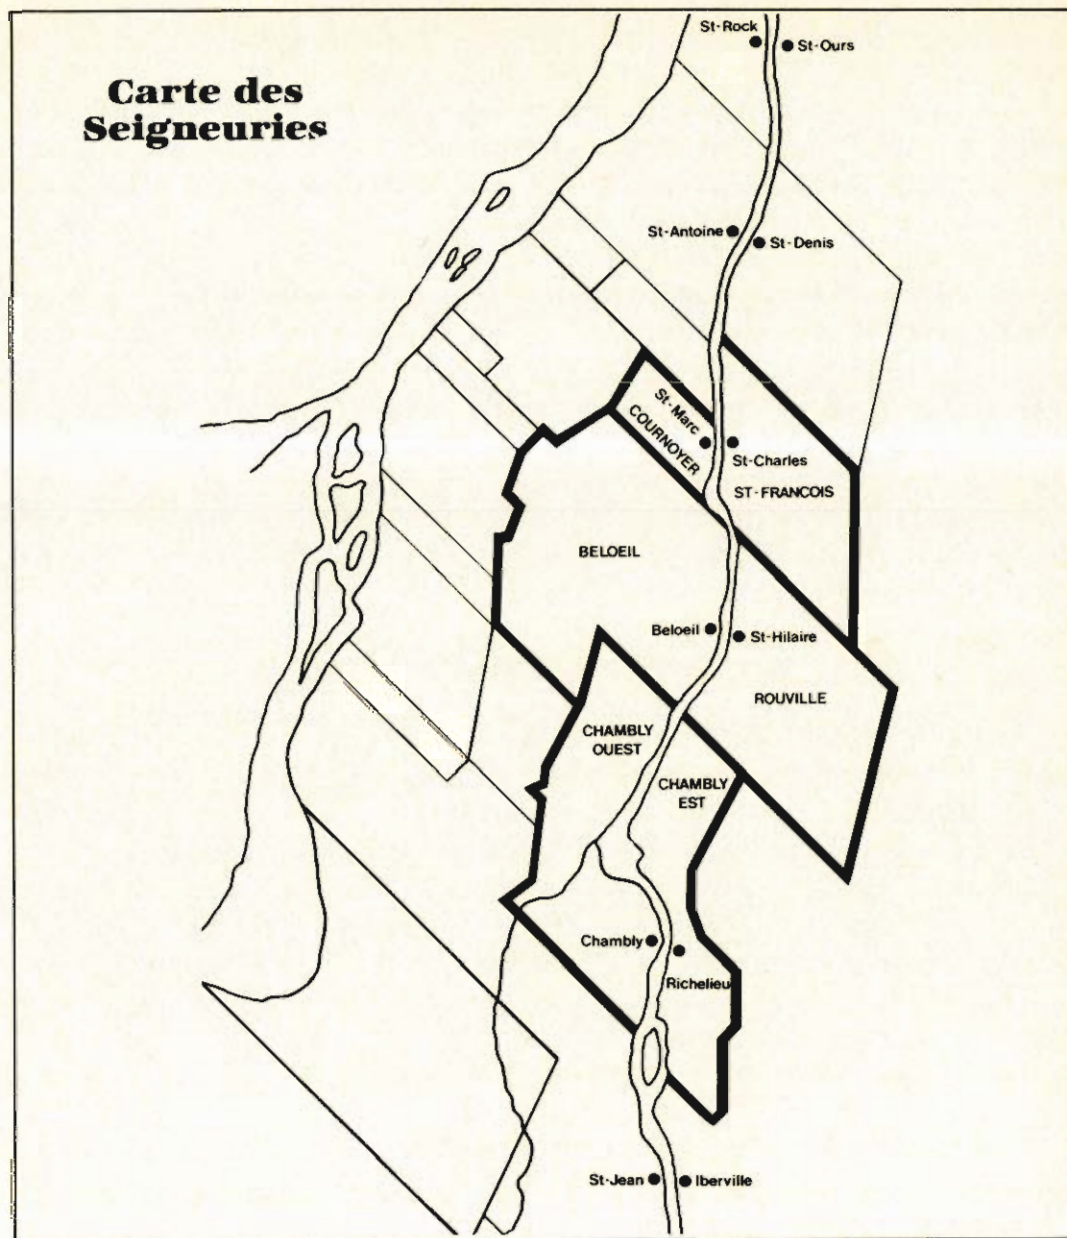 Carte des
Seigneuries
St-Rock
St-Ours
St-Antoine
St-Denis
St-Marc
COURNOYER
St-Charles
ST-FRANCOIS
BELOEIL
Beloeil
St-Hilaire
ROUVILLE
CHAMBLY
OUEST
CHAMBLY
EST
Chambly
Richelieu
St-Jean
Iberville